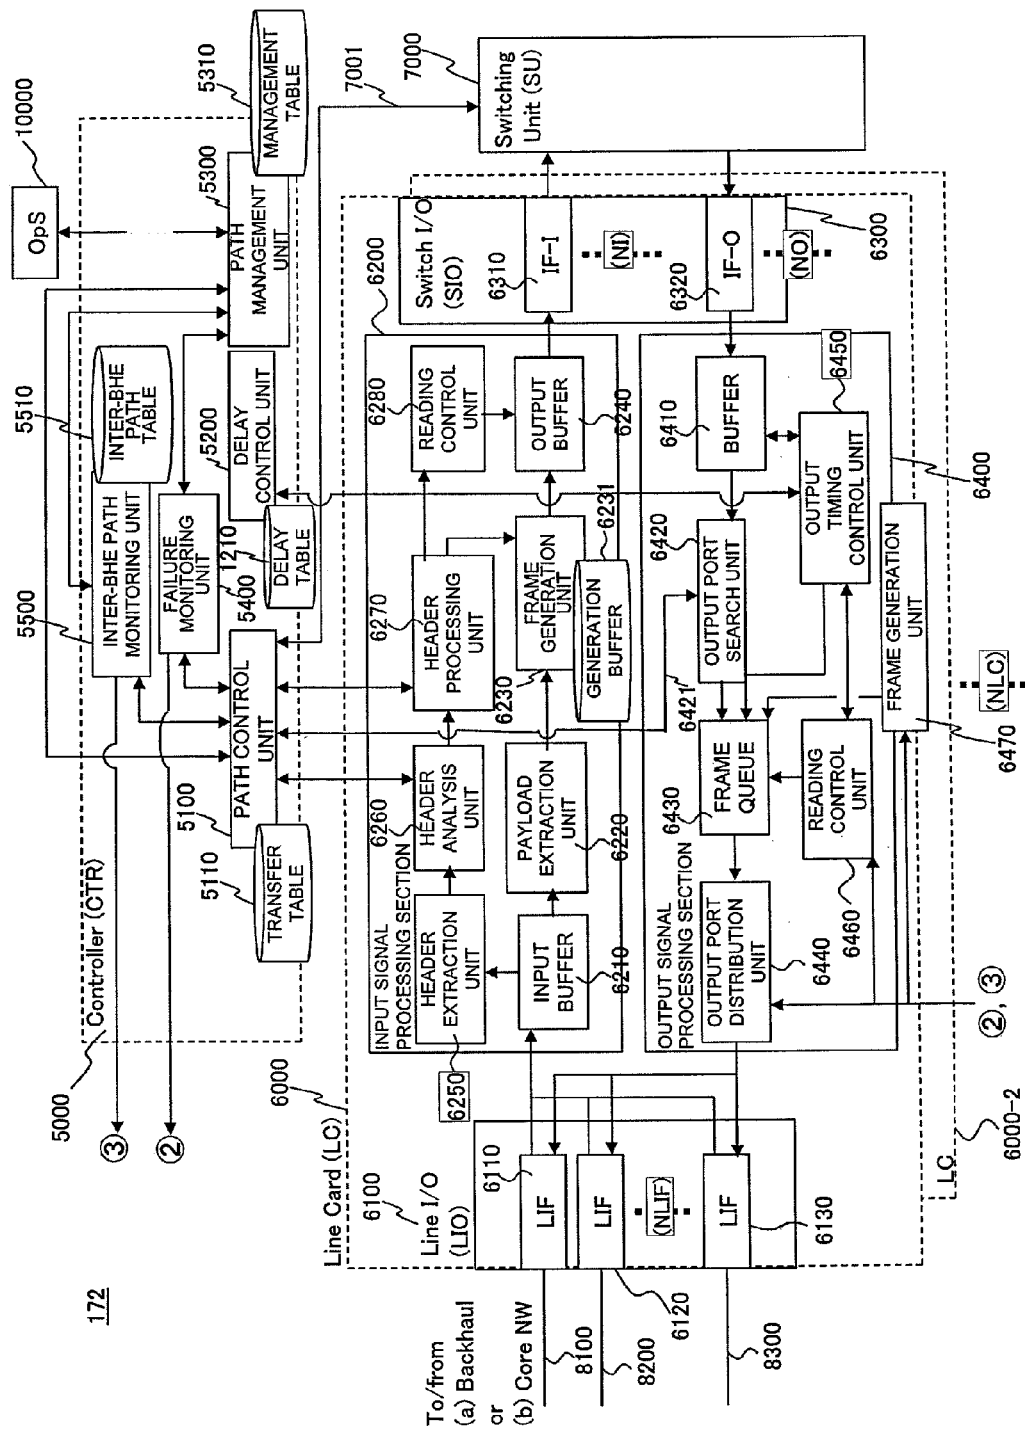 172
OpS
10000
5000
Controller (CTR)
③
②
5500
INTER-BHE PATH
MONITORING UNIT
5510
INTER-BHE
PATH
TABLE
FAILURE
MONITORING
UNIT
5400
5300
PATH
MANAGEMENT
UNIT
5310
MANAGEMENT
TABLE
5200
DELAY
CONTROL UNIT
1210
DELAY
TABLE
5100
PATH CONTROL
UNIT
5110
TRANSFER
TABLE
7001
7000
Switching
Unit (SU)
6000
Line Card (LC)
6100
Line I/O
(LIO)
6110
LIF
LIF
(NLIF)
LIF
6120
6130
To/from
(a) Backhaul
or
(b) Core NW
8100
8200
8300
6200
INPUT SIGNAL
PROCESSING SECTION
6250
HEADER
EXTRACTION
UNIT
6260
HEADER
ANALYSIS
UNIT
6270
HEADER
PROCESSING
UNIT
6280
READING
CONTROL
UNIT
INPUT
BUFFER
6210
PAYLOAD
EXTRACTION
UNIT
6220
6230
FRAME
GENERATION
UNIT
GENERATION
BUFFER
6231
OUTPUT
BUFFER
6240
Switch I/O
(SIO)
6310
IF-I
(NI)
6320
IF-O
(NO)
6300
OUTPUT SIGNAL
PROCESSING SECTION
6410
BUFFER
6420
OUTPUT PORT
SEARCH UNIT
6421
6430
FRAME
QUEUE
OUTPUT PORT
DISTRIBUTION
UNIT
6440
6450
OUTPUT
TIMING
CONTROL UNIT
READING
CONTROL
UNIT
6460
6400
FRAME GENERATION
UNIT
6470
②, ③
(NLC)
LC
6000-2